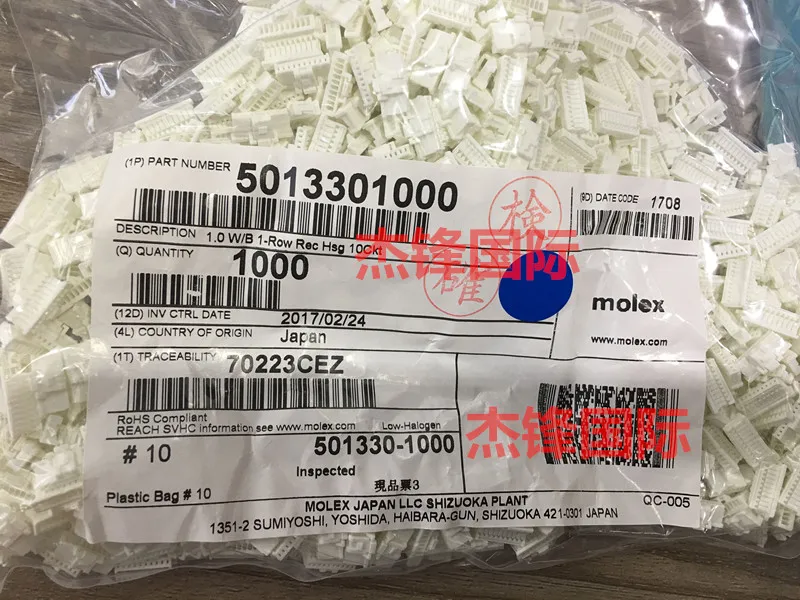 (1P) PART NUMBER 5013301000
(9D) DATE CODE 1708
DESCRIPTION 1.0 W/B 1-Row Rec Hsg 10Ckt
検
杰锋国际
(Q) QUANTITY 1000
確
molex
www.molex.com
(12D) INV CTRL DATE 2017/02/24
(4L) COUNTRY OF ORIGIN Japan
(1T) TRACEABILITY 70223CEZ
RoHS Compliant
REACH SVHC information see www.molex.com Low-Halogen
杰锋国际
# 10 501330-1000
Inspected
現品票3
Plastic Bag # 10
MOLEX JAPAN LLC SHIZUOKA PLANT
QC-005
1351-2 SUMIYOSHI, YOSHIDA, HAIBARA-GUN, SHIZUOKA 421-0301 JAPAN